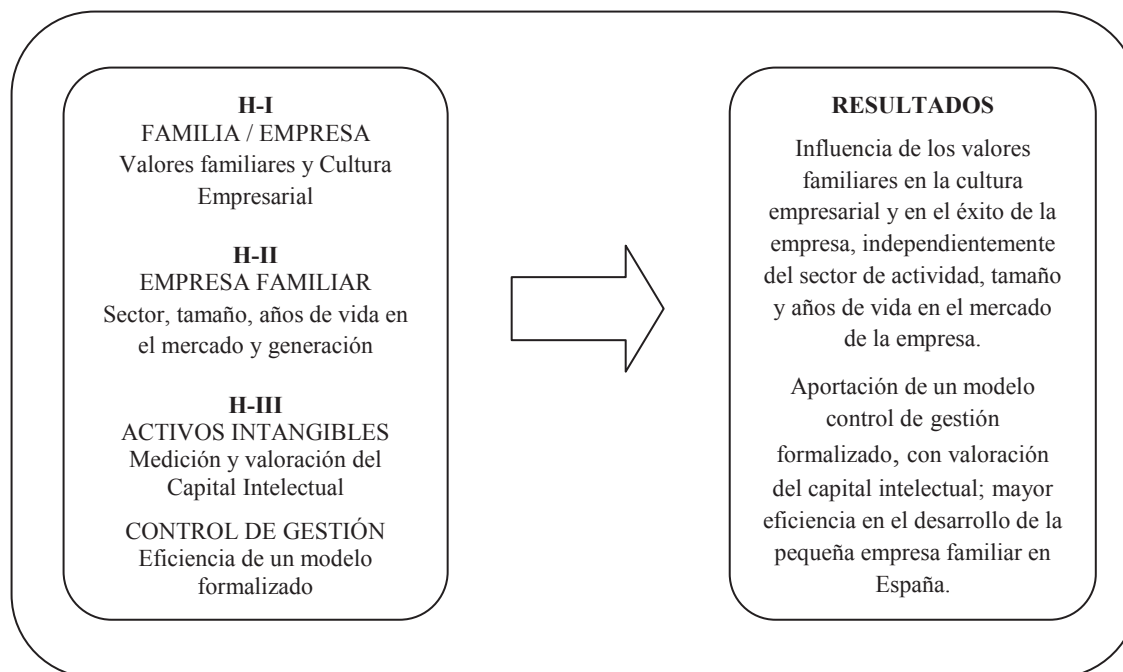 H-I
FAMILIA / EMPRESA
Valores familiares y Cultura
Empresarial
H-II
EMPRESA FAMILIAR
Sector, tamaño, años de vida en
el mercado y generación
H-III
ACTIVOS INTANGIBLES
Medición y valoración del
Capital Intelectual
CONTROL DE GESTIÓN
Eficiencia de un modelo
formalizado
RESULTADOS
Influencia de los valores
familiares en la cultura
empresarial y en el éxito de la
empresa, independientemente
del sector de actividad, tamaño
y años de vida en el mercado
de la empresa.
Aportación de un modelo
control de gestión
formalizado, con valoración
del capital intelectual; mayor
eficiencia en el desarrollo de la
pequeña empresa familiar en
España.